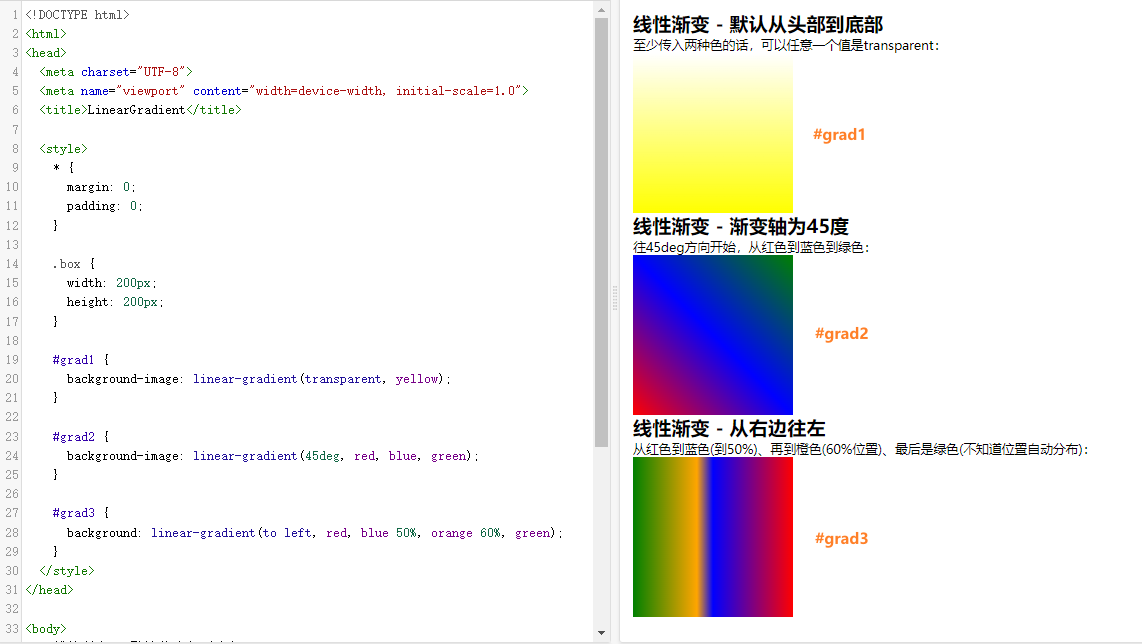 1 <!DOCTYPE html>
2 <html>
3 <head>
4 <meta charset="UTF-8">
5 <meta name="viewport" content="width=device-width, initial-scale=1.0">
6 <title>LinearGradient</title>
7
8 <style>
9 * {
10 margin: 0;
11 padding: 0;
12 }
13
14 .box {
15 width: 200px;
16 height: 200px;
17 }
18
19 #grad1 {
20 background-image: linear-gradient(transparent, yellow);
21 }
22
23 #grad2 {
24 background-image: linear-gradient(45deg, red, blue, green);
25 }
26
27 #grad3 {
28 background: linear-gradient(to left, red, blue 50%, orange 60%, green);
29 }
30 </style>
31 </head>
32
33 <body>
线性渐变 - 默认从头部到底部
至少传入两种色的话，可以任意一个值是transparent：
#grad1
线性渐变 - 渐变轴为45度
往45deg方向开始，从红色到蓝色到绿色：
#grad2
线性渐变 - 从右边往左
从红色到蓝色(到50%)、再到橙色(60%位置)、最后是绿色(不知道位置自动分布)：
#grad3